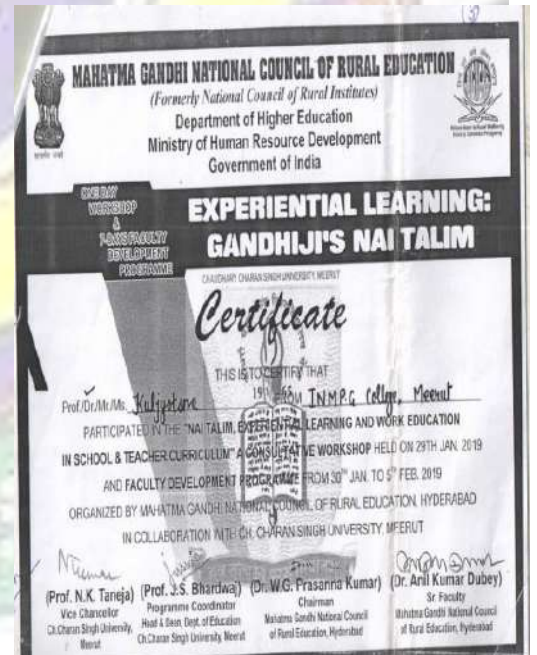 MAHATMA GANDHI NATIONAL COUNCIL OF RURAL EDUCATION
(Formerly National Council of Rural Institutes)
Department of Higher Education
Ministry of Human Resource Development
Government of India
ONE DAY
WORKSHOP
&
7-DAYS FACULTY
DEVELOPMENT
PROGRAMME
EXPERIENTIAL LEARNING:
GANDHIJI'S NAI TALIM
CHAUDHARY CHARAN SINGH UNIVERSITY, MEERUT
Certificate
THIS IS TO CERTIFY THAT
Prof./Dr./Mr./Ms. I.N.M.P.G College, Meerut
PARTICIPATED IN THE "NAI TALIM, EXPERIENTIAL LEARNING AND WORK EDUCATION
IN SCHOOL & TEACHER CURRICULUM" A CONSULTATIVE WORKSHOP HELD ON 29TH JAN. 2019
AND FACULTY DEVELOPMENT PROGRAMME FROM 30TH JAN. TO 5TH FEB. 2019
ORGANIZED BY MAHATMA GANDHI NATIONAL COUNCIL OF RURAL EDUCATION, HYDERABAD
IN COLLABORATION WITH CH. CHARAN SINGH UNIVERSITY, MEERUT
(Prof. N.K. Taneja)
Vice Chancellor
Ch.Charan Singh University,
Meerut
(Prof. J.S. Bhardwaj)
Programme Coordinator
Head & Dean, Dept. of Education
Ch.Charan Singh University, Meerut
(Dr. W.G. Prasanna Kumar)
Chairman
Mahatma Gandhi National Council
of Rural Education, Hyderabad
(Dr. Anil Kumar Dubey)
Sr Faculty
Mahatma Gandhi National Council
of Rural Education, Hyderabad